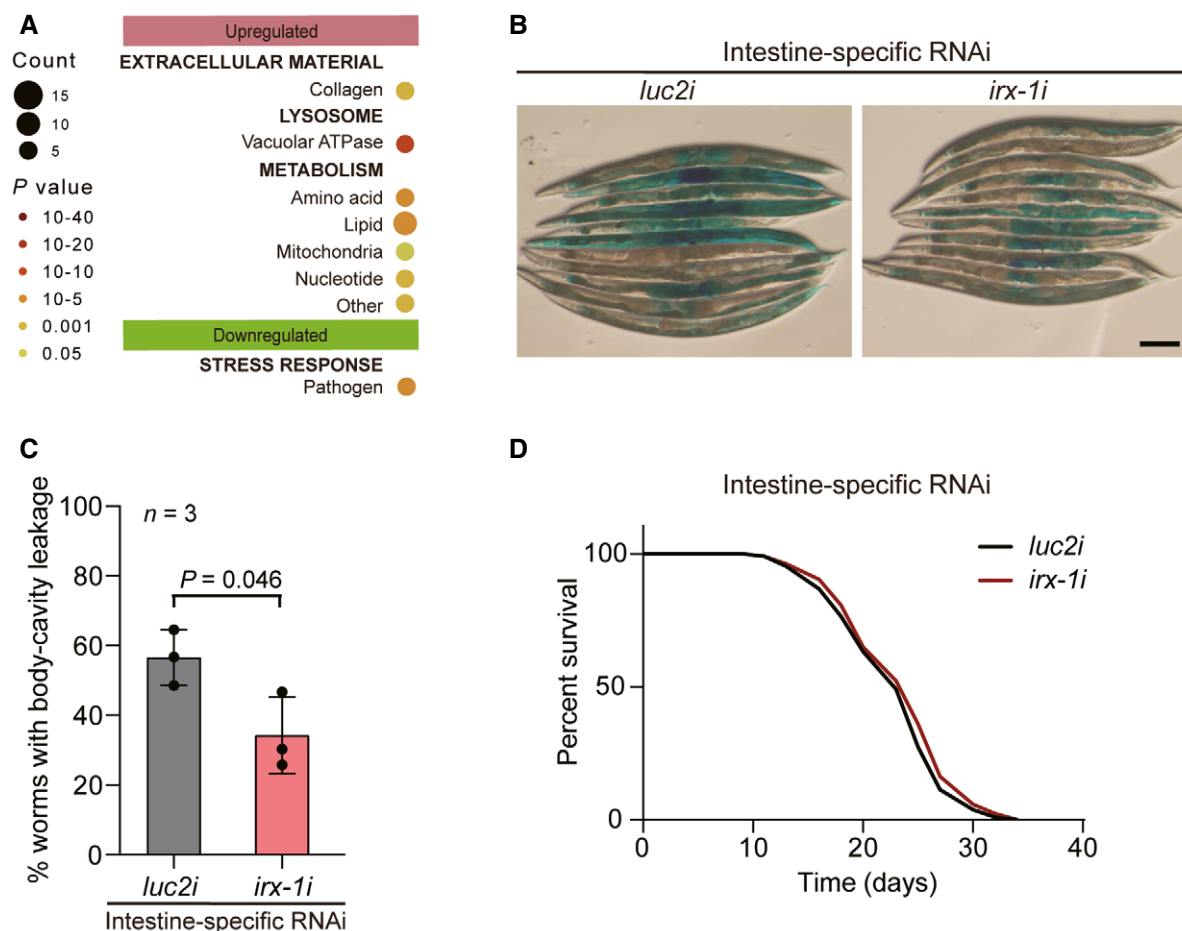 A
Count
15
10
5
P value
10-40
10-20
10-10
10-5
0.001
0.05
Upregulated
EXTRACELLULAR MATERIAL
Collagen
LYSOSOME
Vacuolar ATPase
METABOLISM
Amino acid
Lipid
Mitochondria
Nucleotide
Other
Downregulated
STRESS RESPONSE
Pathogen
B
Intestine-specific RNAi
luc2i irx-1i
C
% worms with body-cavity leakage
100
80
60
40
20
0
n = 3
P = 0.046
luc2i irx-1i
Intestine-specific RNAi
D
Intestine-specific RNAi
Percent survival
100
50
0
luc2i
irx-1i
0 10 20 30 40
Time (days)